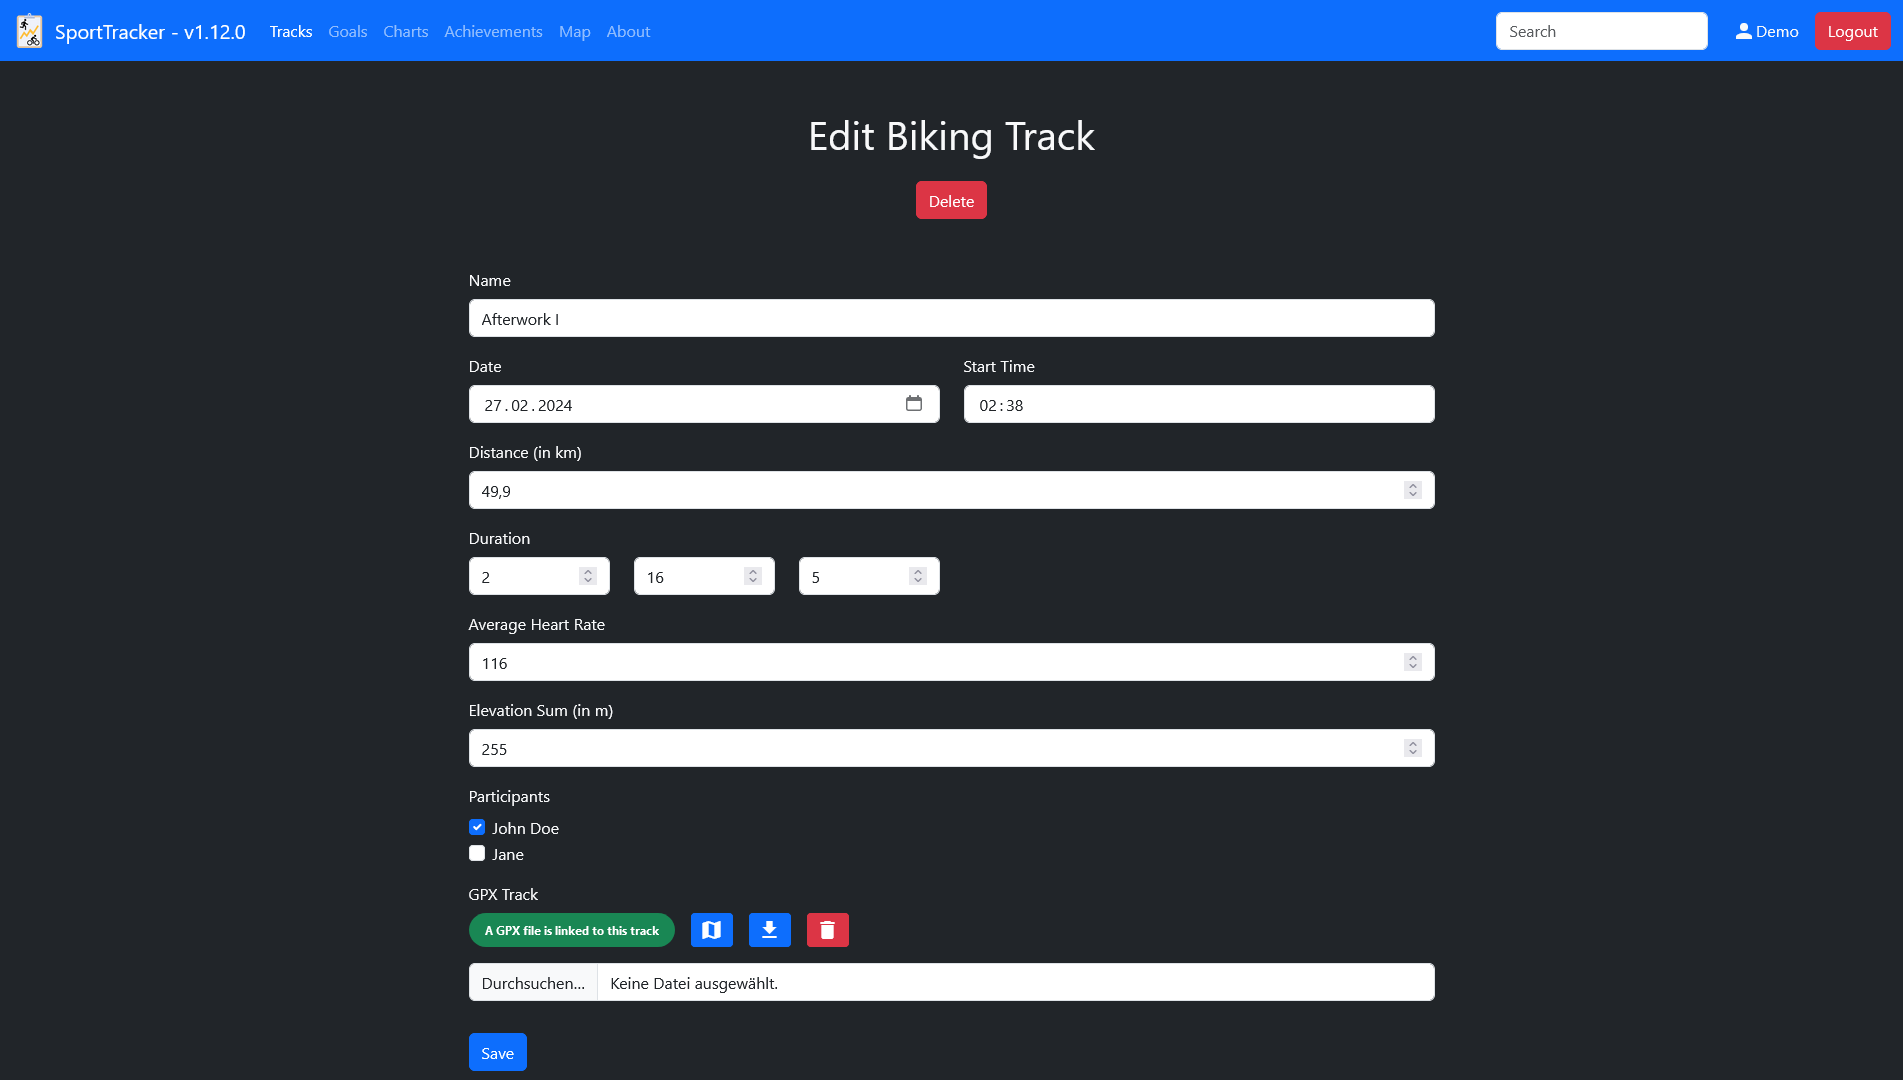 SportTracker - v1.12.0 Tracks Goals Charts Achievements Map About Search Demo Logout
Edit Biking Track
Delete
Name
Afterwork I
Date Start Time
27.02.2024 02:38
Distance (in km)
49,9
Duration
2 16 5
Average Heart Rate
116
Elevation Sum (in m)
255
Participants
John Doe
Jane
GPX Track
A GPX file is linked to this track
Durchsuchen... Keine Datei ausgewählt.
Save